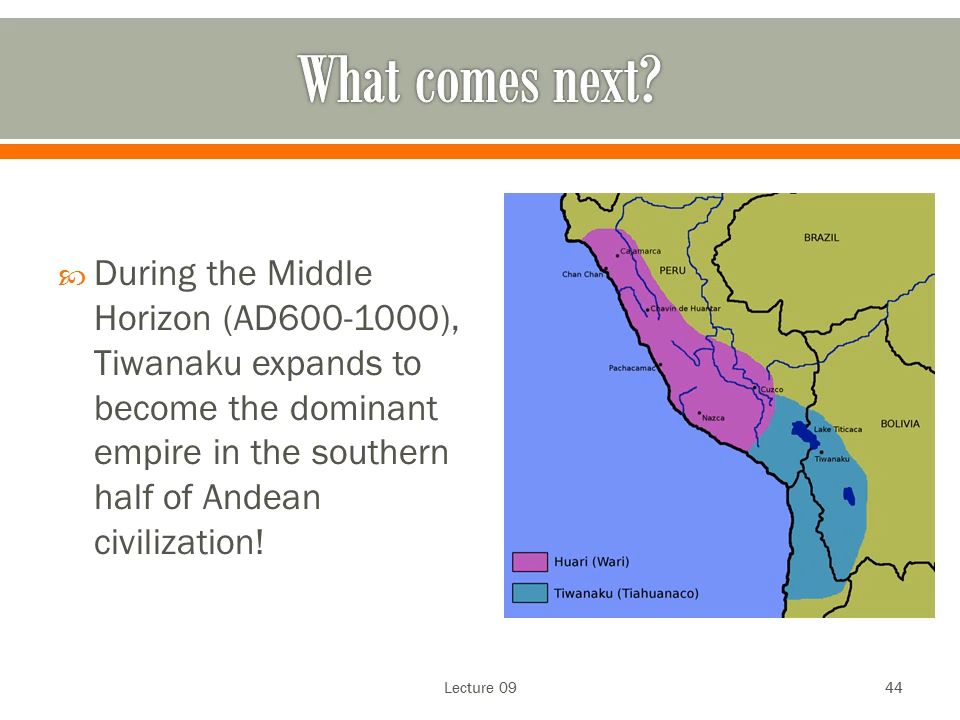 What comes next?
During the Middle
Horizon (AD600-1000),
Tiwanaku expands to
become the dominant
empire in the southern
half of Andean
civilization!
BRAZIL
Cajamarca
PERU
Chan Chan
Chavin de Huantar
Pachacamac
Cuzco
Nazca
Lake Titicaca
BOLIVIA
Tiwanaku
Huari (Wari)
Tiwanaku (Tiahuanaco)
Lecture 09
44